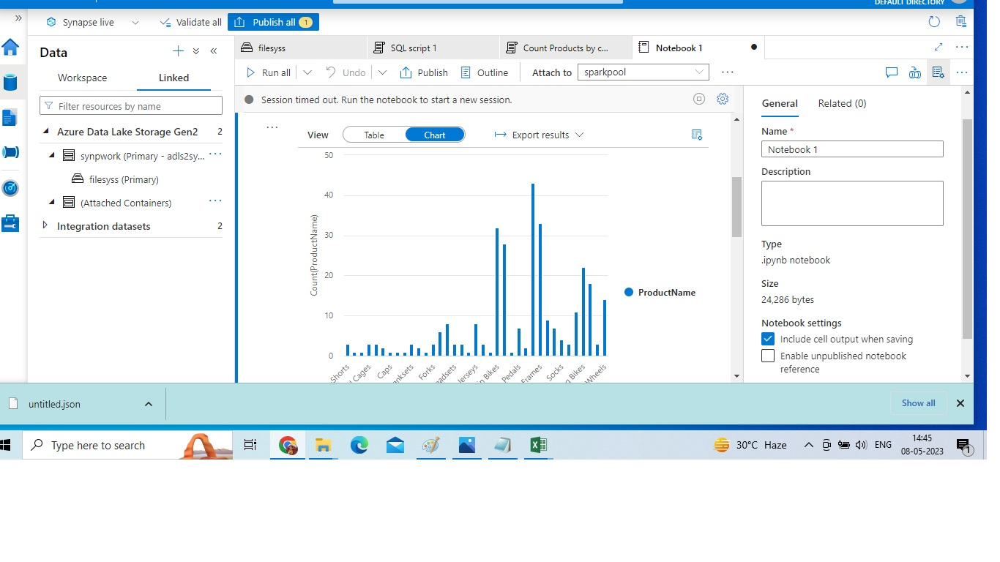 DEFAULT DIRECTORY
Synapse live
Validate all
Publish all 1
Data
Workspace
Linked
Filter resources by name
Azure Data Lake Storage Gen2 2
synpwork (Primary - adls2sy...
filesyss (Primary)
(Attached Containers)
Integration datasets 2
filesyss
SQL script 1
Count Products by c...
Notebook 1
Run all
Undo
Publish
Outline
Attach to
sparkpool
Session timed out. Run the notebook to start a new session.
View
Table
Chart
Export results
50
40
30
20
10
0
Count(ProductName)
Shorts
Cages
Caps
nksets
Forks
adsets
Jerseys
n Bikes
Pedals
Frames
Socks
g Bikes
Wheels
ProductName
General
Related (0)
Name *
Notebook 1
Description
Type
.ipynb notebook
Size
24,286 bytes
Notebook settings
Include cell output when saving
Enable unpublished notebook
reference
untitled.json
Show all
Type here to search
30°C Haze
ENG
14:45
08-05-2023
1